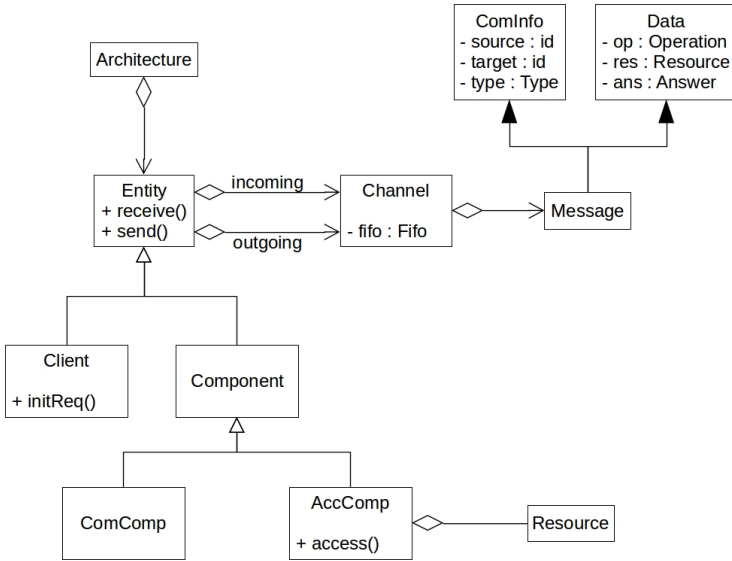 ComInfo
- source : id
- target : id
- type : Type
Data
- op : Operation
- res : Resource
- ans : Answer
Architecture
Entity
+ receive()
+ send()
incoming
outgoing
Channel
- fifo : Fifo
Message
Client
+ initReq()
Component
ComComp
AccComp
+ access()
Resource